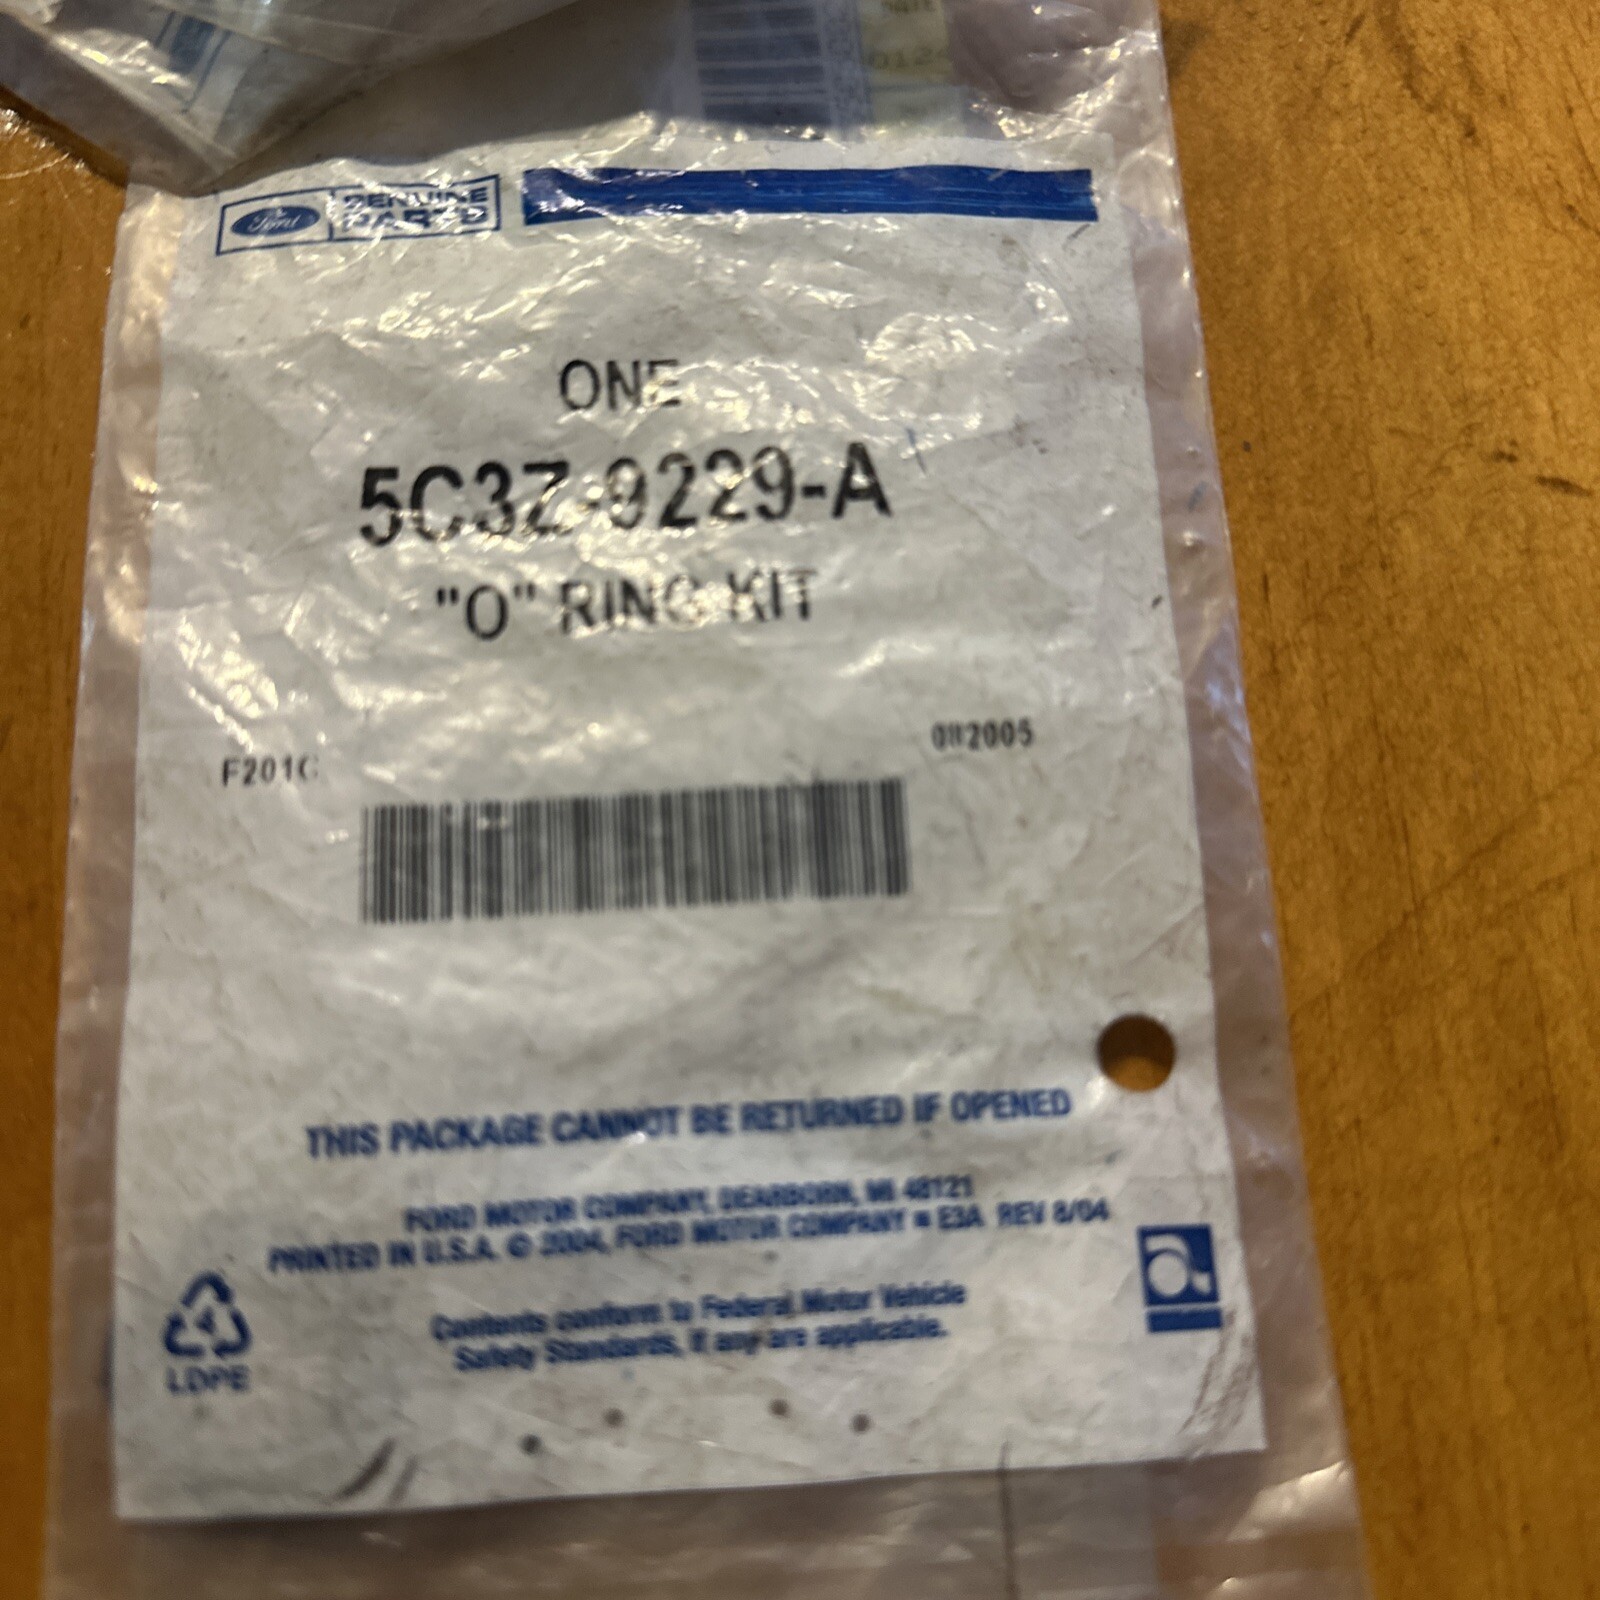 Ford GENUINE PARTS
ONE
5C3Z-9229-A
"O" RING KIT
2005
F201C
THIS PACKAGE CANNOT BE RETURNED IF OPENED
FORD MOTOR COMPANY, DEARBORN, MI 48121
PRINTED IN U.S.A. © 2004, FORD MOTOR COMPANY E3A REV 8/04
Contents conform to Federal Motor Vehicle
Safety Standards, if any are applicable.
4
LDPE